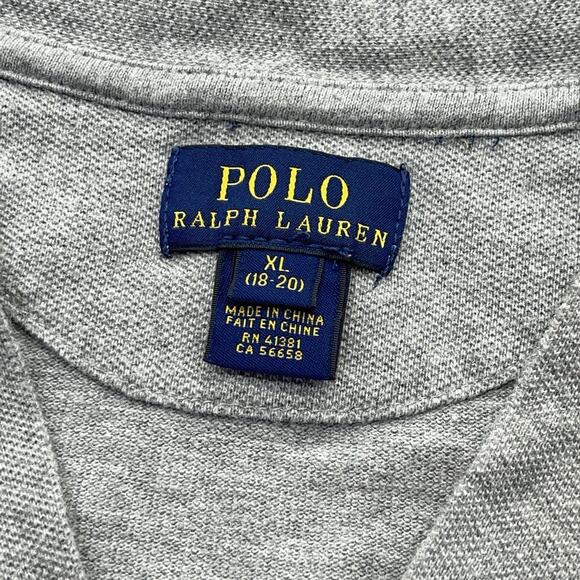 POLO
RALPH LAUREN
XL
(18-20)
MADE IN CHINA
FAIT EN CHINE
RN 41381
CA 56658